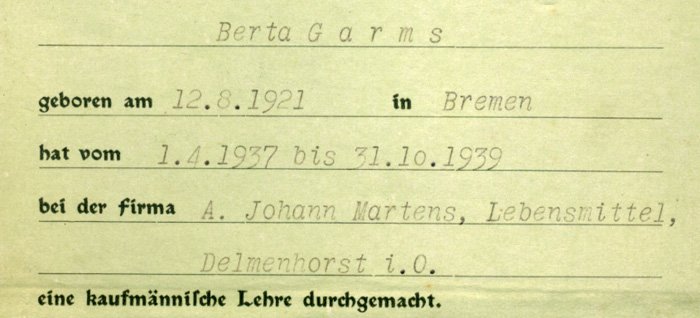 Berta Garms
geboren am 12.8.1921 in Bremen
hat vom 1.4.1937 bis 31.10.1939
bei der Firma A. Johann Martens, Lebensmittel,
Delmenhorst i.O.
eine kaufmännische Lehre durchgemacht.